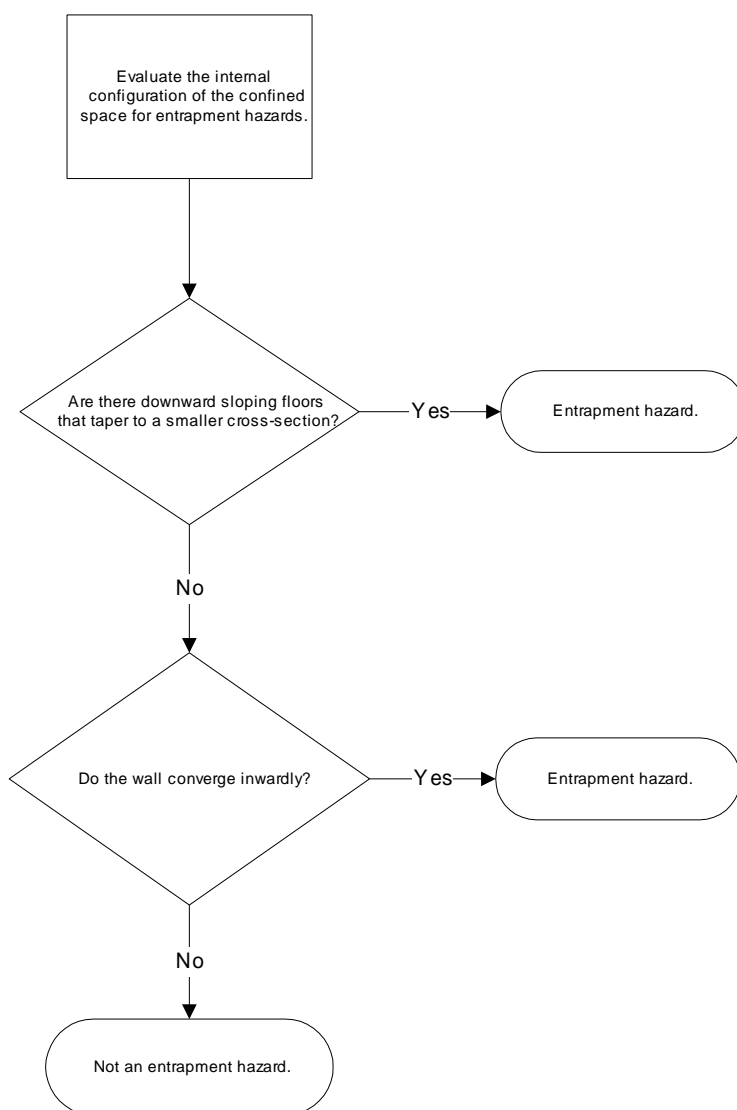 Evaluate the internal
configuration of the confined
space for entrapment hazards.
Are there downward sloping floors
that taper to a smaller cross-section?
Yes
Entrapment hazard.
No
Do the wall converge inwardly?
Yes
Entrapment hazard.
No
Not an entrapment hazard.